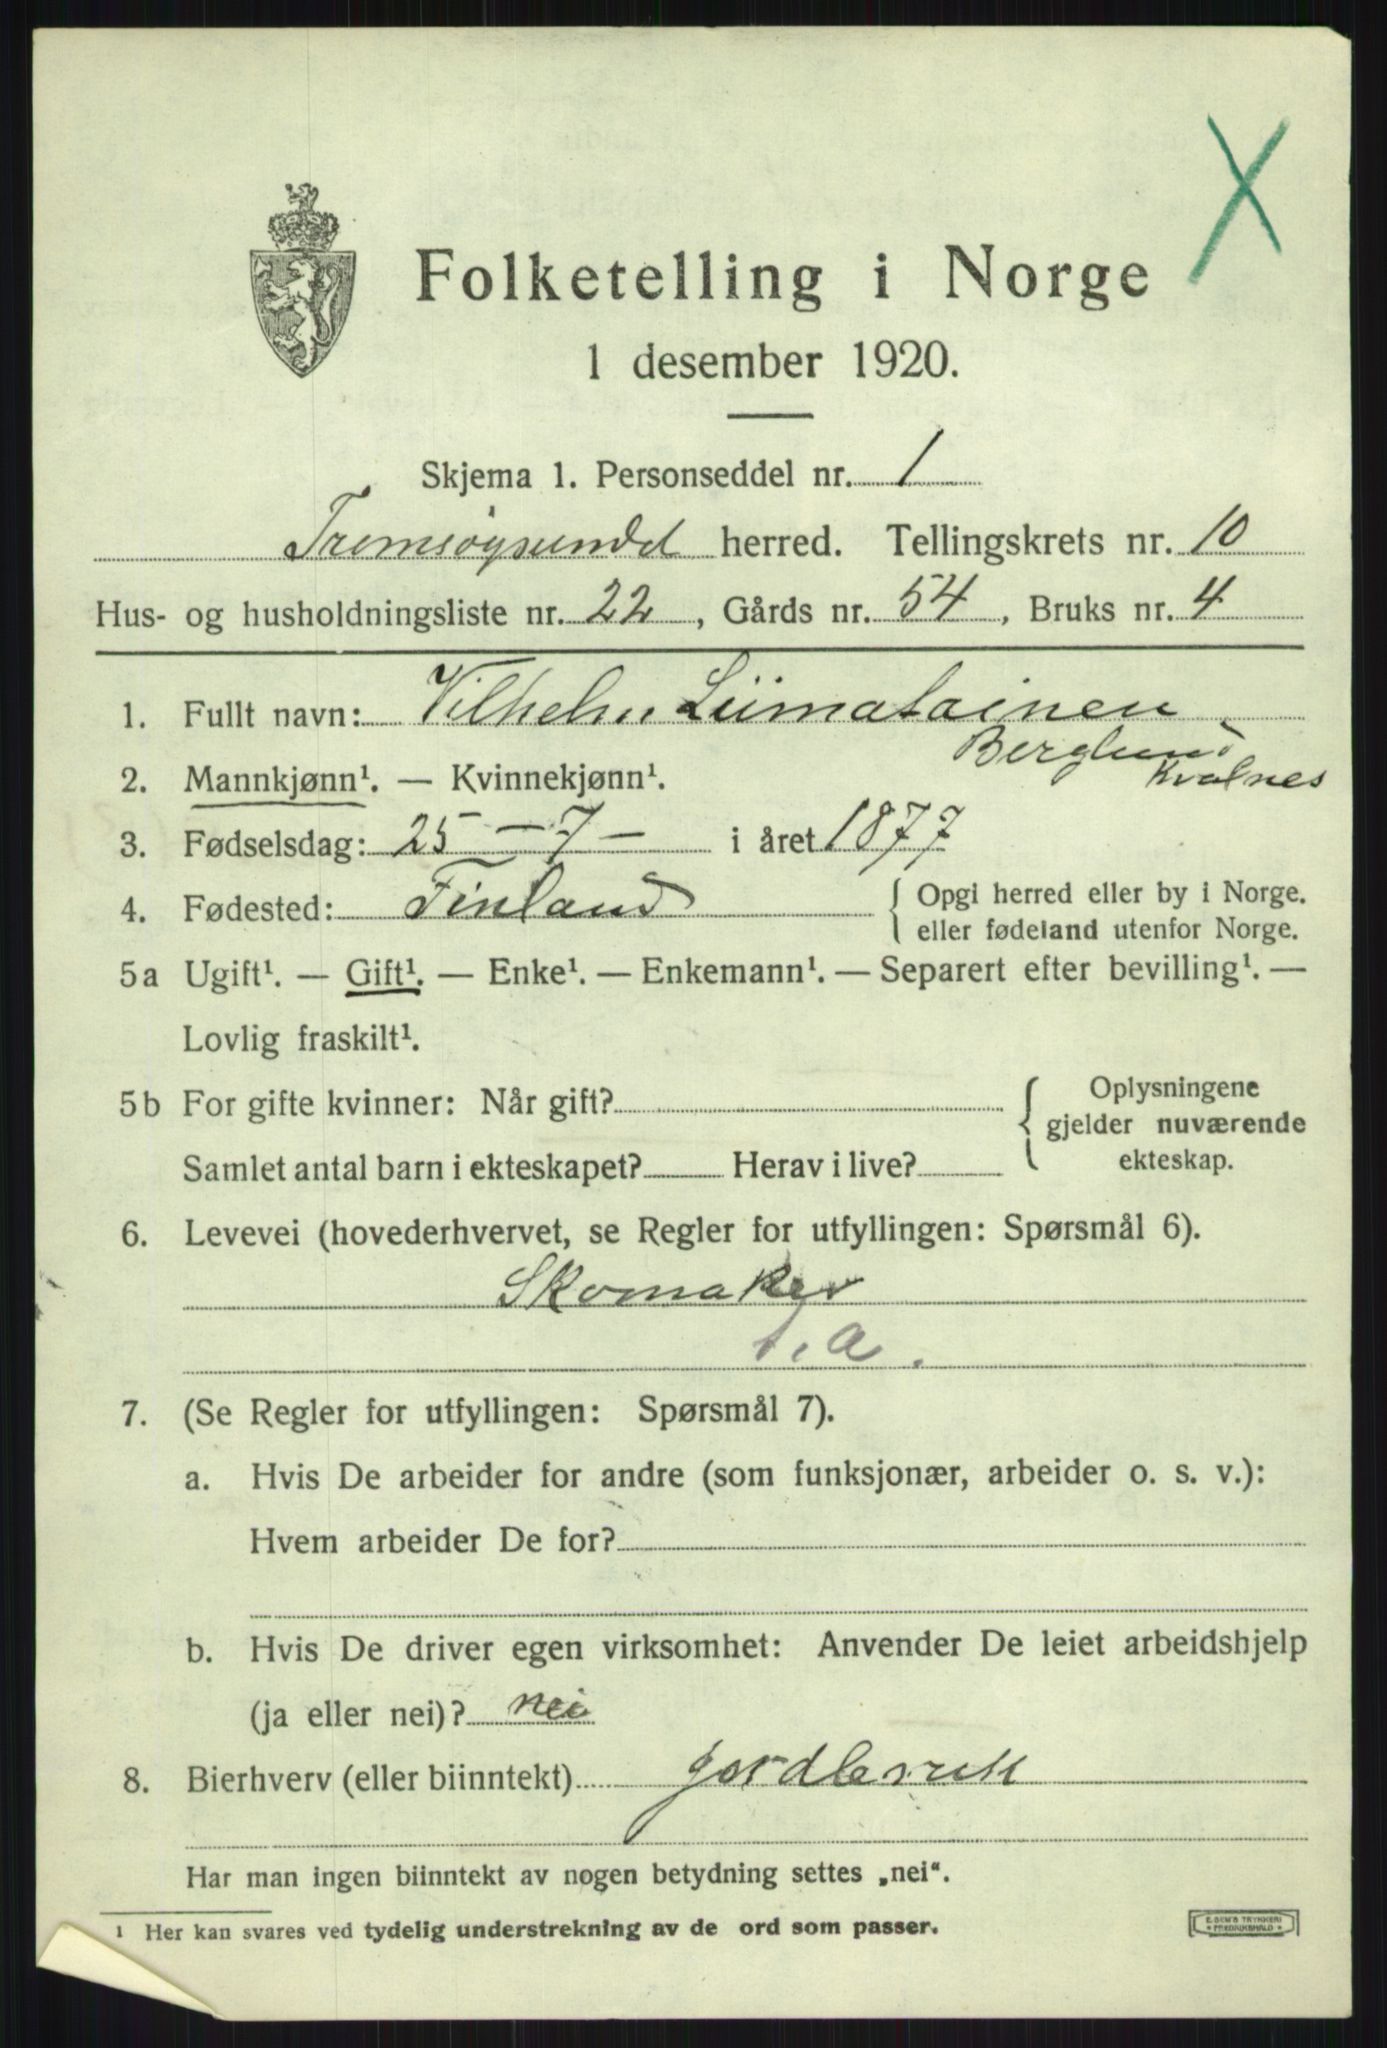 Folketelling i Norge
1 desember 1920.
Skjema 1. Personseddel nr. 1
Tromsøysund herred. Tellingskrets nr. 10
Hus- og husholdningsliste nr. 22, Gårds nr. 54, Bruks nr. 4
1. Fullt navn: Vilhelm Liimatainen
Berglund
Kvalnes
2. Mannkjønn¹. — Kvinnekjønn¹.
3. Fødselsdag: 25 – 7 – i året 1877
4. Fødested: Finland { Opgi herred eller by i Norge.
eller fødeland utenfor Norge.
5a Ugift¹. — Gift¹. — Enke¹. — Enkemann¹. — Separert efter bevilling¹. —
Lovlig fraskilt¹.
5b For gifte kvinner: Når gift? { Oplysningene
gjelder nuværende
ekteskap.
Samlet antal barn i ekteskapet? Herav i live?
6. Levevei (hovederhvervet, se Regler for utfyllingen: Spørsmål 6).
Skomaker
a.
7. (Se Regler for utfyllingen: Spørsmål 7).
a. Hvis De arbeider for andre (som funksjonær, arbeider o. s. v.):
Hvem arbeider De for?
b. Hvis De driver egen virksomhet: Anvender De leiet arbeidshjelp
(ja eller nei)? nei
8. Bierhverv (eller biinntekt) jordbruk
Har man ingen biinntekt av nogen betydning settes „nei“.
¹ Her kan svares ved tydelig understrekning av de ord som passer.
E. SEM'S TRYKKERI
FREDRIKSHALD